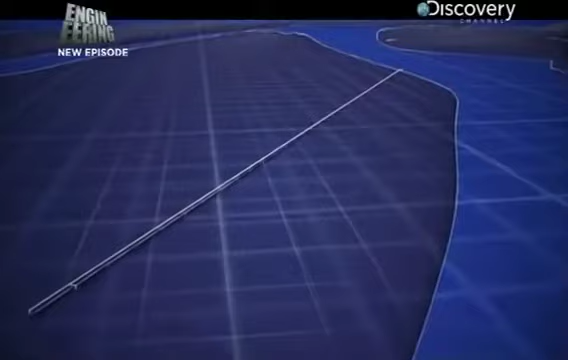 ENGIN
EERING
NEW EPISODE
Discovery
CHANNEL